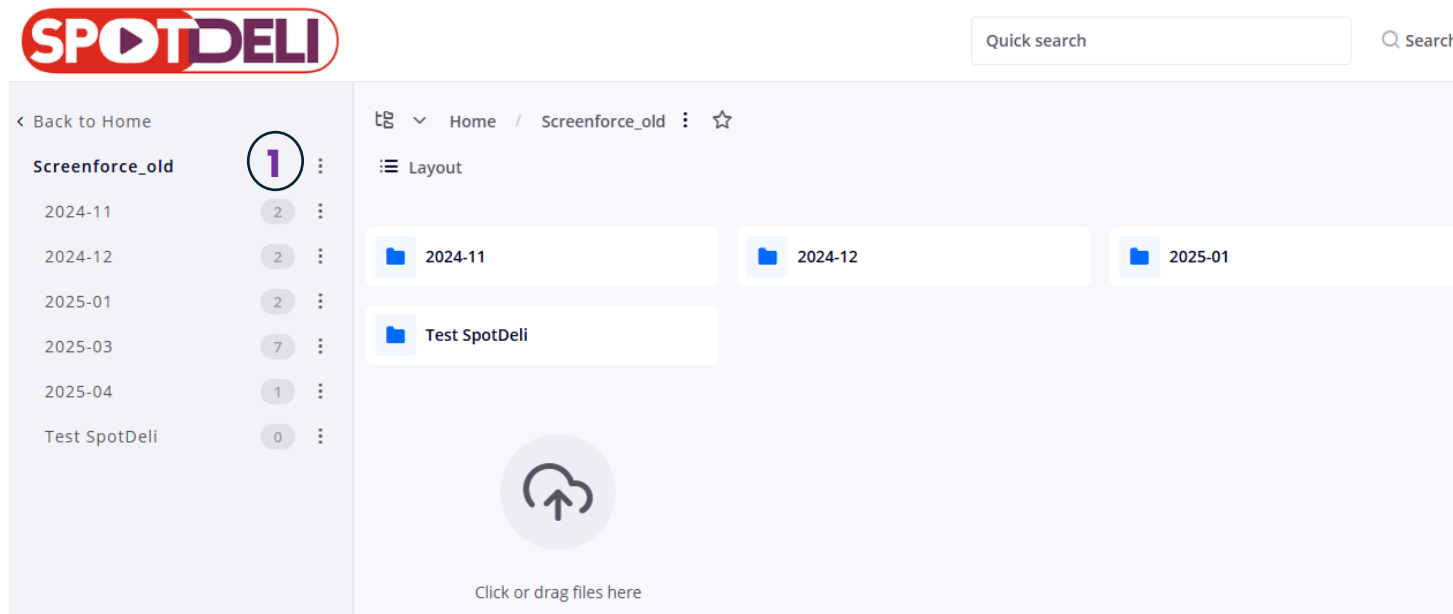 SPOTDELI
Quick search
Search
Back to Home
Screenforce_old
1
2024-11
2
2024-12
2
2025-01
2
2025-03
7
2025-04
1
Test SpotDeli
0
Home / Screenforce_old
Layout
2024-11
2024-12
2025-01
Test SpotDeli
Click or drag files here